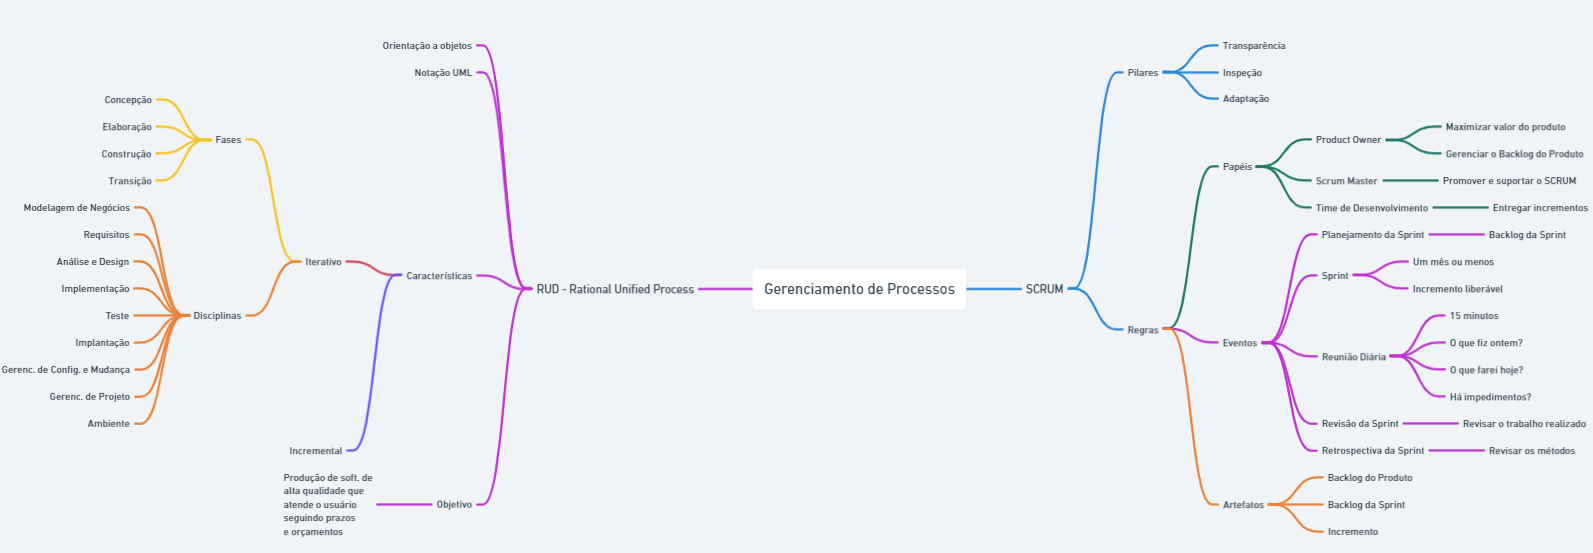 Gerenciamento de Processos
RUD - Rational Unified Process
Orientação a objetos
Notação UML
Características
Iterativo
Fases
Concepção
Elaboração
Construção
Transição
Disciplinas
Modelagem de Negócios
Requisitos
Análise e Design
Implementação
Teste
Implantação
Gerenc. de Config. e Mudança
Gerenc. de Projeto
Ambiente
Incremental
Objetivo
Produção de soft. de
alta qualidade que
atende o usuário
seguindo prazos
e orçamentos
SCRUM
Pilares
Transparência
Inspeção
Adaptação
Regras
Papéis
Product Owner
Maximizar valor do produto
Gerenciar o Backlog do Produto
Scrum Master
Promover e suportar o SCRUM
Time de Desenvolvimento
Entregar incrementos
Eventos
Planejamento da Sprint
Backlog da Sprint
Sprint
Um mês ou menos
Incremento liberável
Reunião Diária
15 minutos
O que fiz ontem?
O que farei hoje?
Há impedimentos?
Revisão da Sprint
Revisar o trabalho realizado
Retrospectiva da Sprint
Revisar os métodos
Artefatos
Backlog do Produto
Backlog da Sprint
Incremento